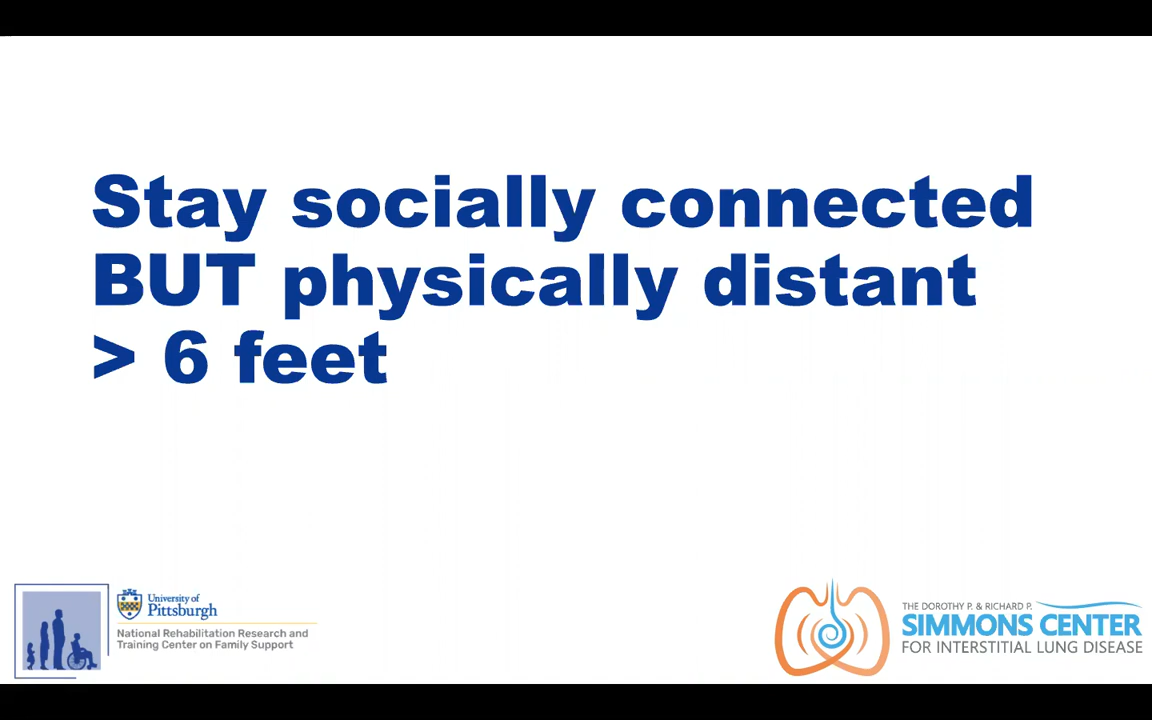 Stay socially connected
BUT physically distant
> 6 feet
University of
Pittsburgh
National Rehabilitation Research and
Training Center on Family Support
THE DOROTHY P. & RICHARD P.
SIMMONS CENTER
FOR INTERSTITIAL LUNG DISEASE